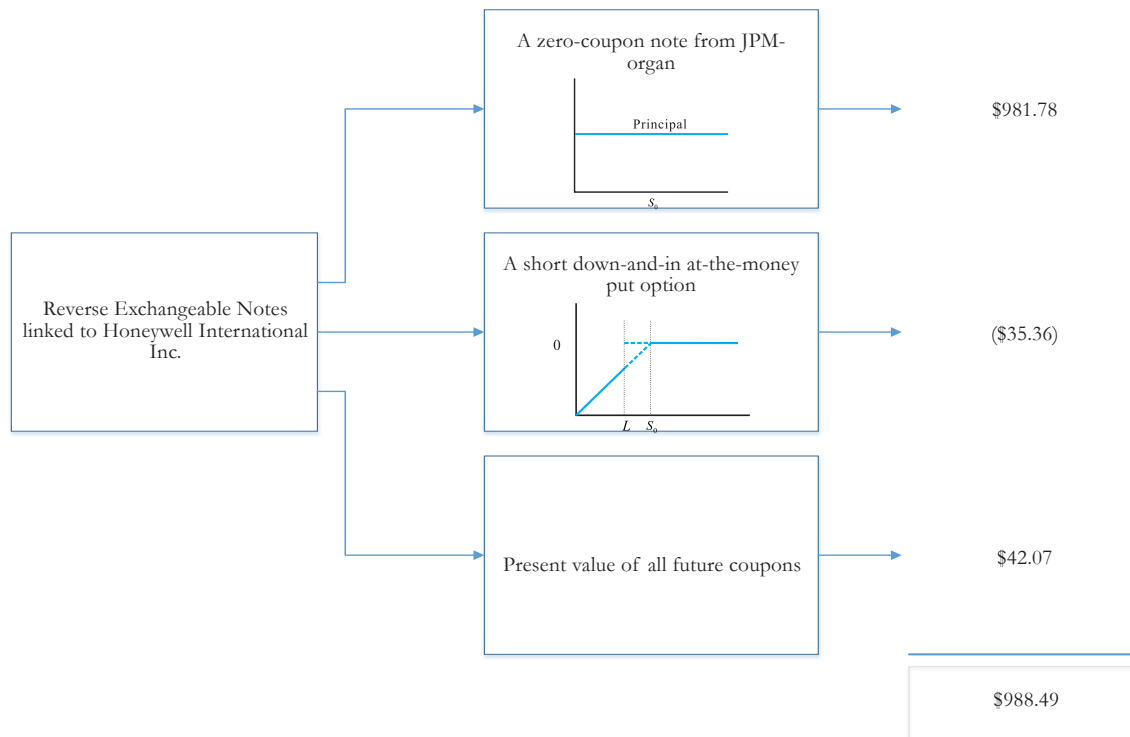 A zero-coupon note from JPM-
organ
Principal
S₀
$981.78
Reverse Exchangeable Notes
linked to Honeywell International
Inc.
A short down-and-in at-the-money
put option
0
L S₀
($35.36)
Present value of all future coupons
$42.07
$988.49